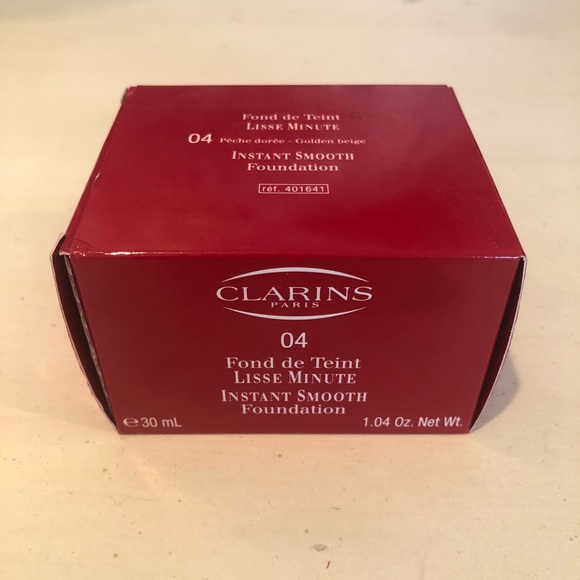 Fond de Teint
LISSE MINUTE
04 Pêche dorée - Golden beige
INSTANT SMOOTH
Foundation
réf. 401641
CLARINS
PARIS
04
Fond de Teint
LISSE MINUTE
INSTANT SMOOTH
Foundation
℮ 30 mL 1.04 Oz. Net Wt.